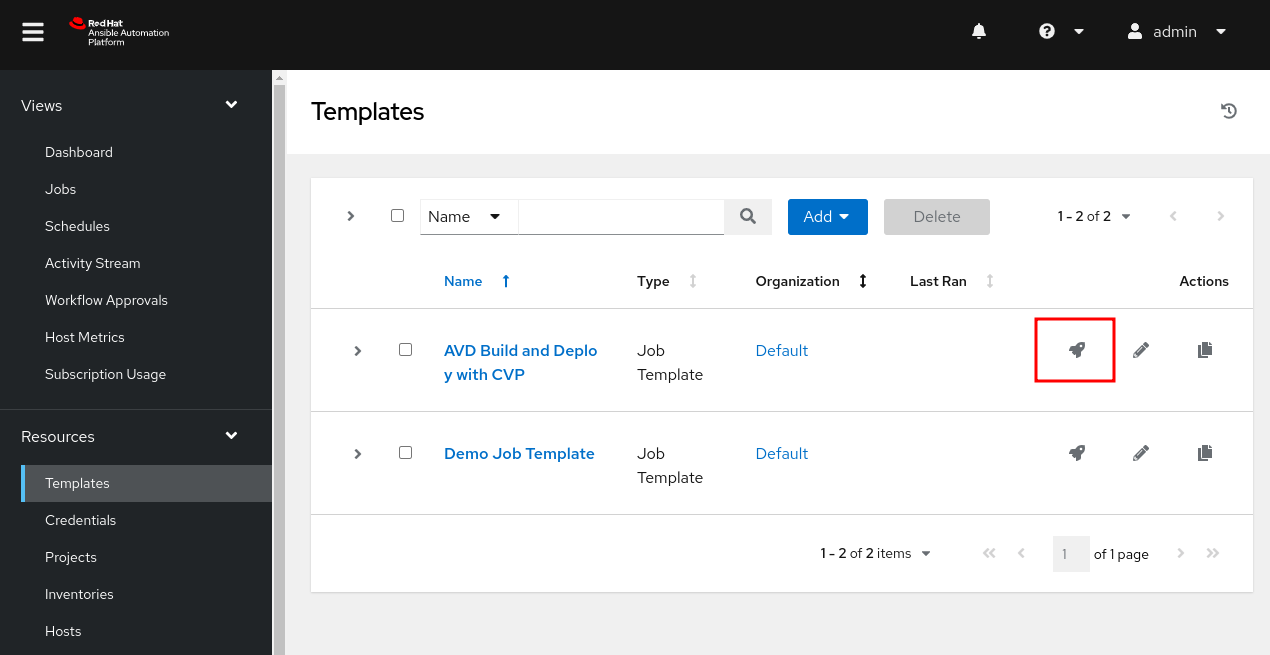 Red Hat
Ansible Automation
Platform
admin
Views
Dashboard
Jobs
Schedules
Activity Stream
Workflow Approvals
Host Metrics
Subscription Usage
Resources
Templates
Credentials
Projects
Inventories
Hosts
Templates
Name Add Delete 1 - 2 of 2
Name Type Organization Last Ran Actions
AVD Build and Deplo
y with CVP
Job
Template
Default
Demo Job Template
Job
Template
Default
1 - 2 of 2 items 1 of 1 page